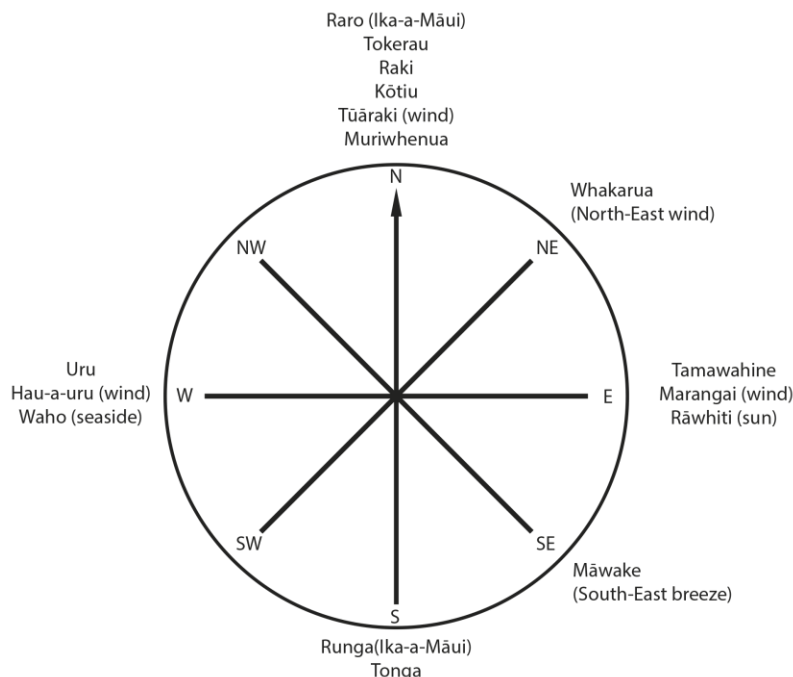 Raro (Ika-a-Māui)
Tokerau
Raki
Kōtiu
Tūāraki (wind)
Muriwhenua
N
Whakarua
(North-East wind)
NW
NE
Uru
Hau-a-uru (wind)
Waho (seaside)
W
E
Tamawahine
Marangai (wind)
Rāwhiti (sun)
SW
SE
Māwake
(South-East breeze)
S
Runga(Ika-a-Māui)
Tonga